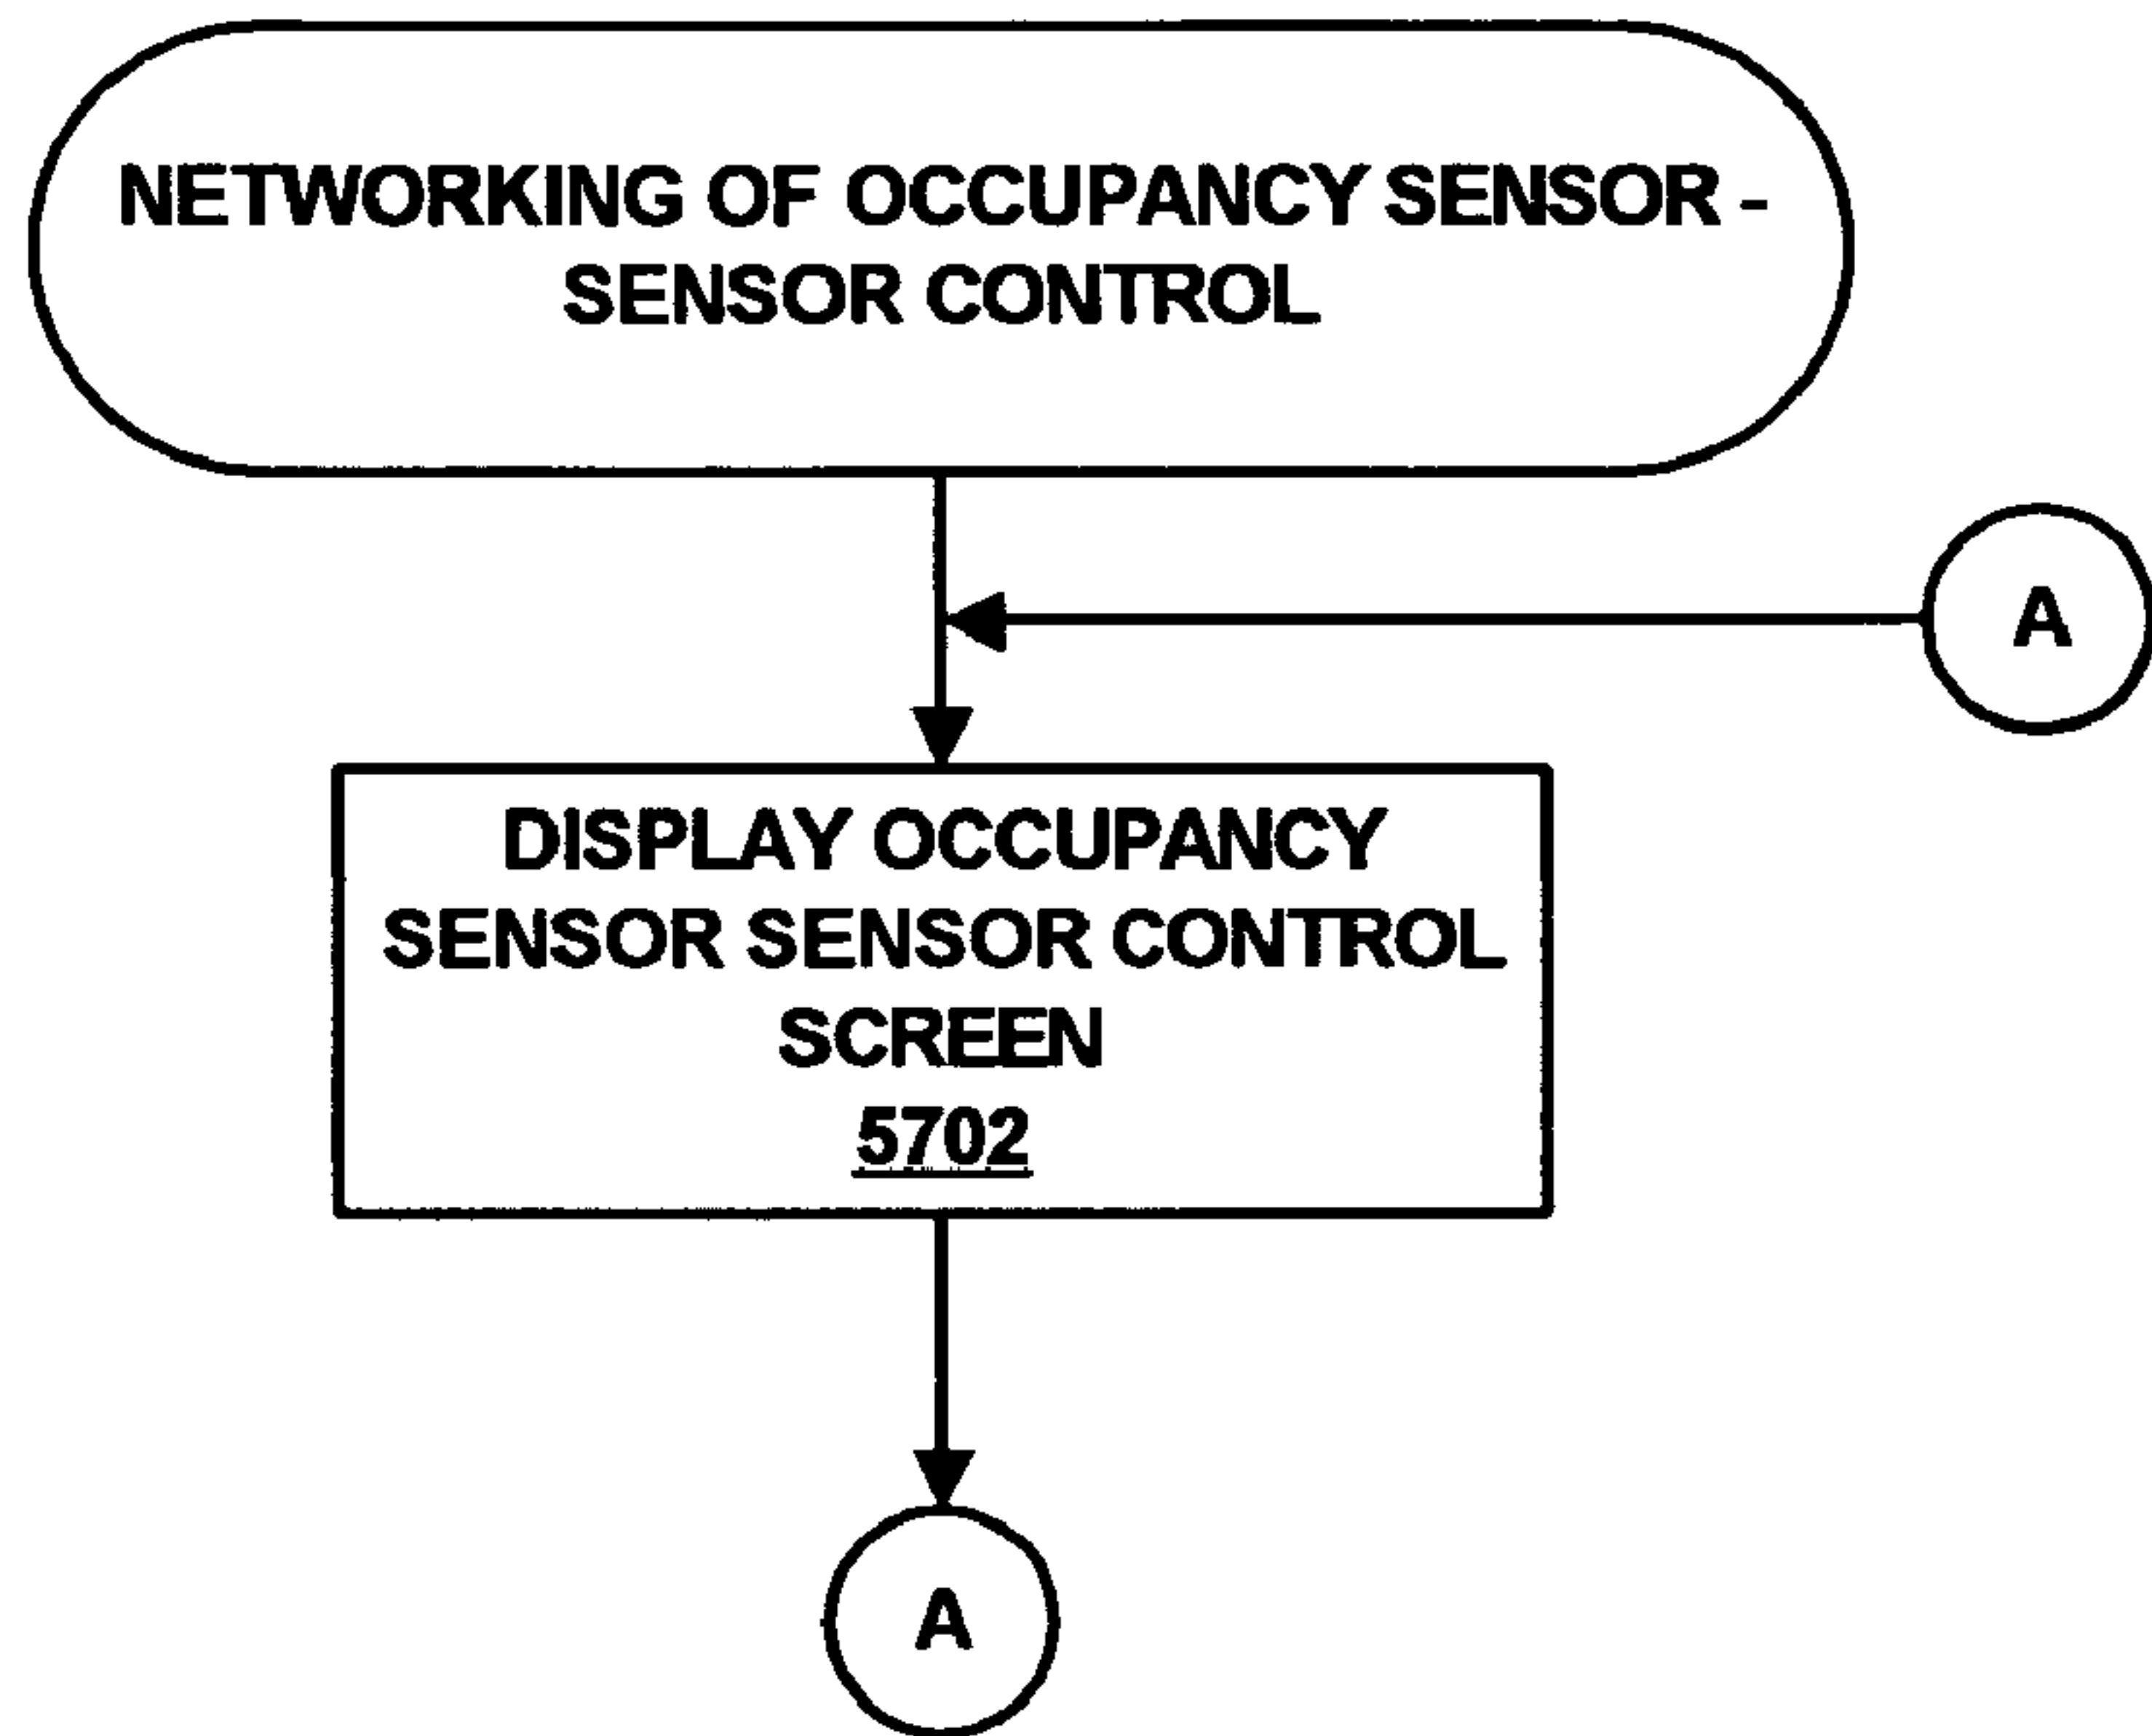 NETWORKING OF OCCUPANCY SENSOR -
SENSOR CONTROL
A
DISPLAY OCCUPANCY
SENSOR SENSOR CONTROL
SCREEN
5702
A